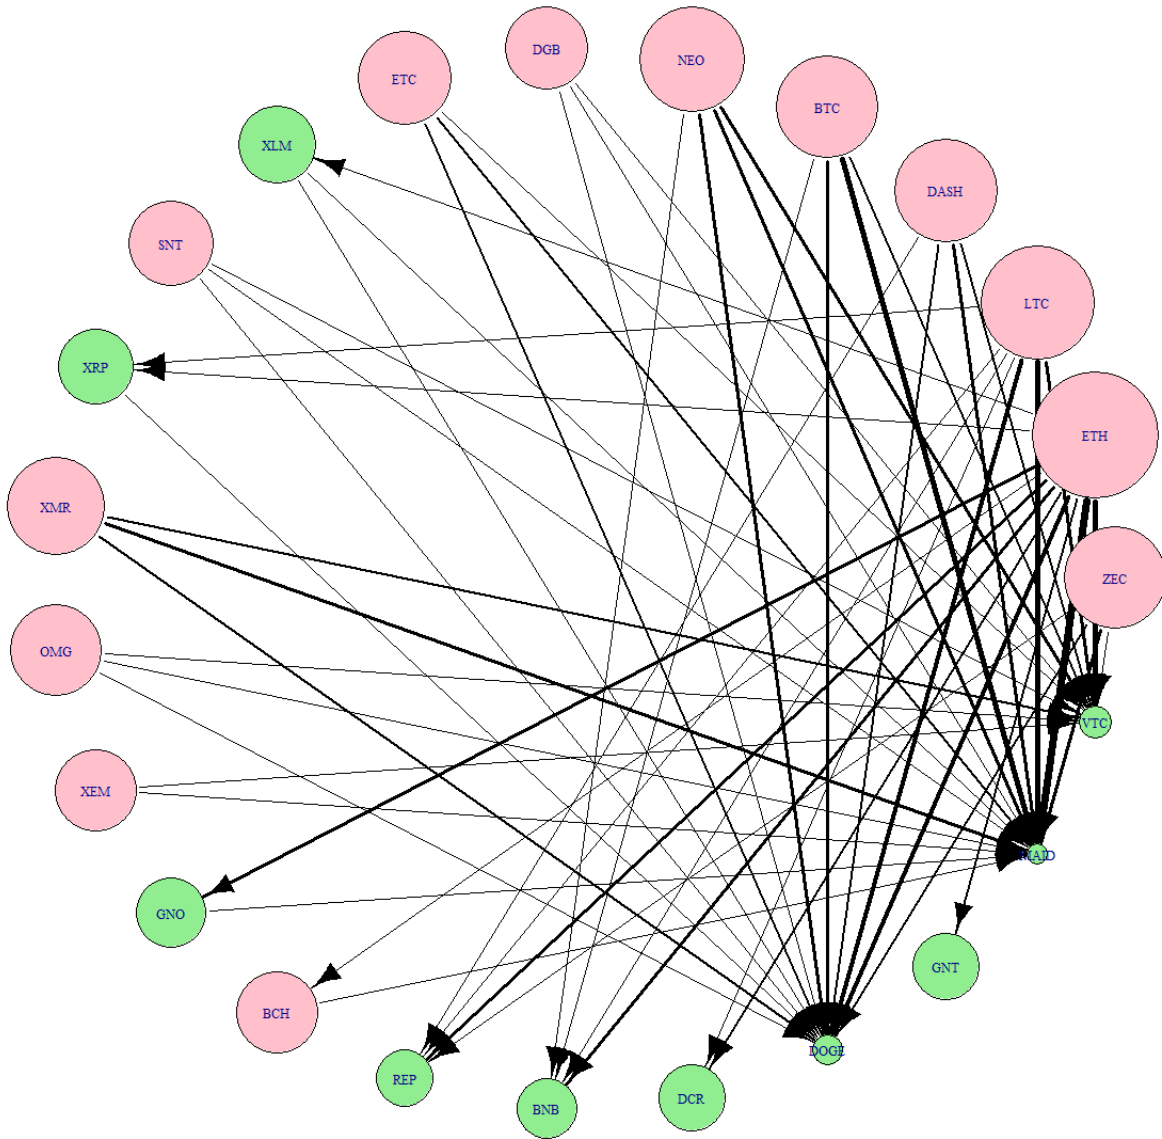 DGB
NEO
ETC
BTC
XLM
DASH
SNT
LTC
XRP
ETH
XMR
ZEC
OMG
VTC
XEM
MAID
GNO
GNT
BCH
DOGE
REP
DCR
BNB